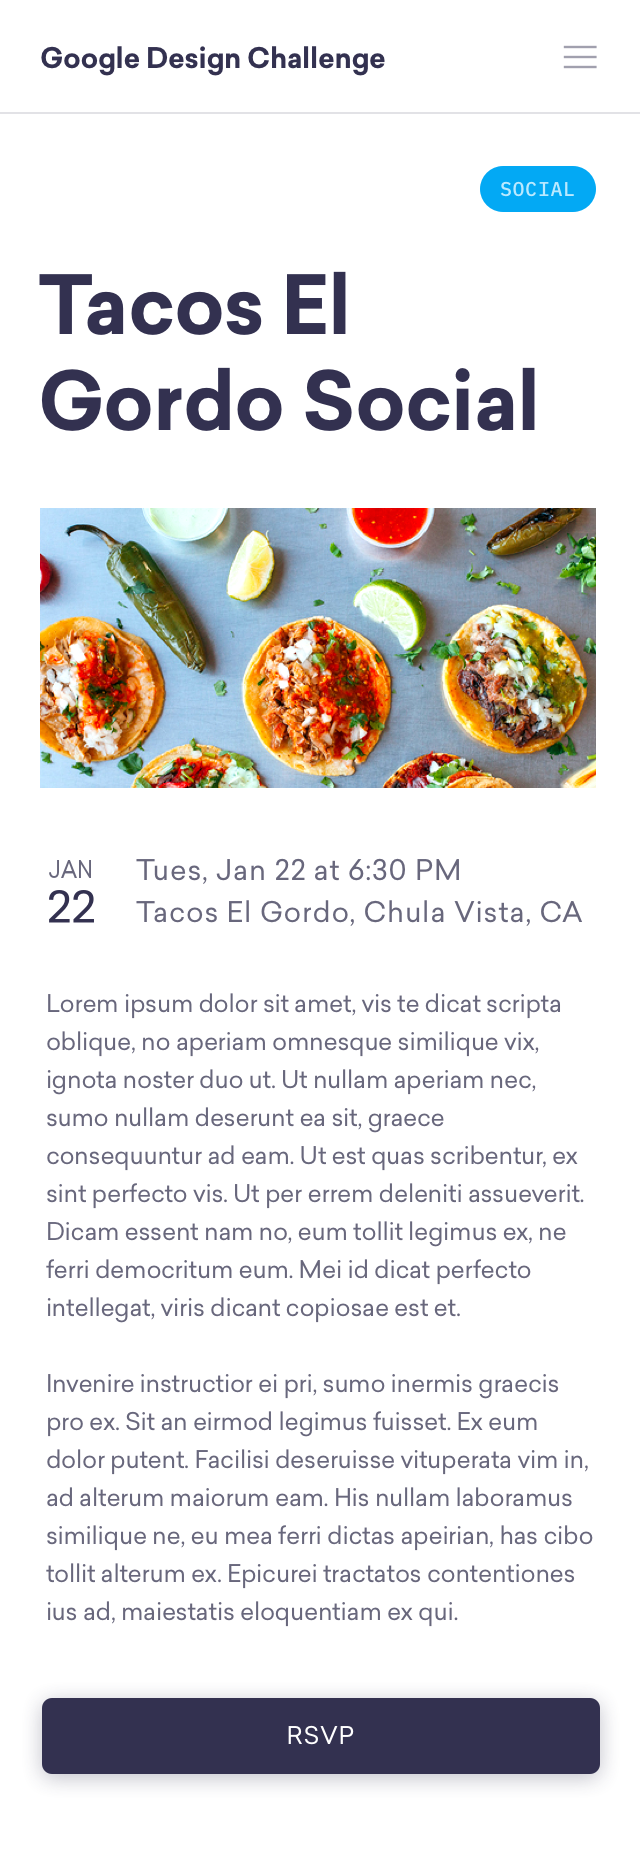 Google Design Challenge
SOCIAL
Tacos El
Gordo Social
JAN
22
Tues, Jan 22 at 6:30 PM
Tacos El Gordo, Chula Vista, CA
Lorem ipsum dolor sit amet, vis te dicat scripta
oblique, no aperiam omnesque similique vix,
ignota noster duo ut. Ut nullam aperiam nec,
sumo nullam deserunt ea sit, graece
consequuntur ad eam. Ut est quas scribentur, ex
sint perfecto vis. Ut per errem deleniti assueverit.
Dicam essent nam no, eum tollit legimus ex, ne
ferri democritum eum. Mei id dicat perfecto
intellegat, viris dicant copiosae est et.
Invenire instructior ei pri, sumo inermis graecis
pro ex. Sit an eirmod legimus fuisset. Ex eum
dolor putent. Facilisi deseruisse vituperata vim in,
ad alterum maiorum eam. His nullam laboramus
similique ne, eu mea ferri dictas apeirian, has cibo
tollit alterum ex. Epicurei tractatos contentiones
ius ad, maiestatis eloquentiam ex qui.
RSVP